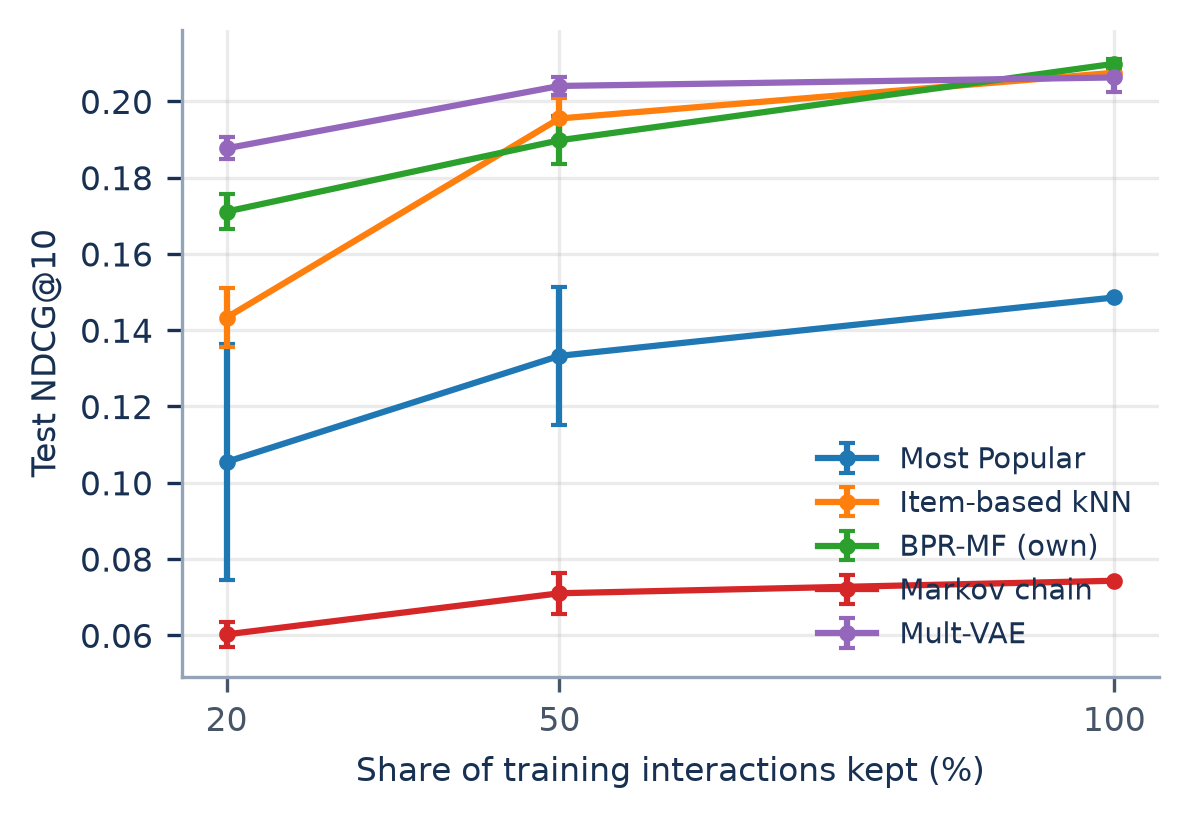 Test NDCG@10
0.20
0.18
0.16
0.14
0.12
0.10
0.08
0.06
Most Popular
Item-based kNN
BPR-MF (own)
Markov chain
Mult-VAE
20 50 100
Share of training interactions kept (%)